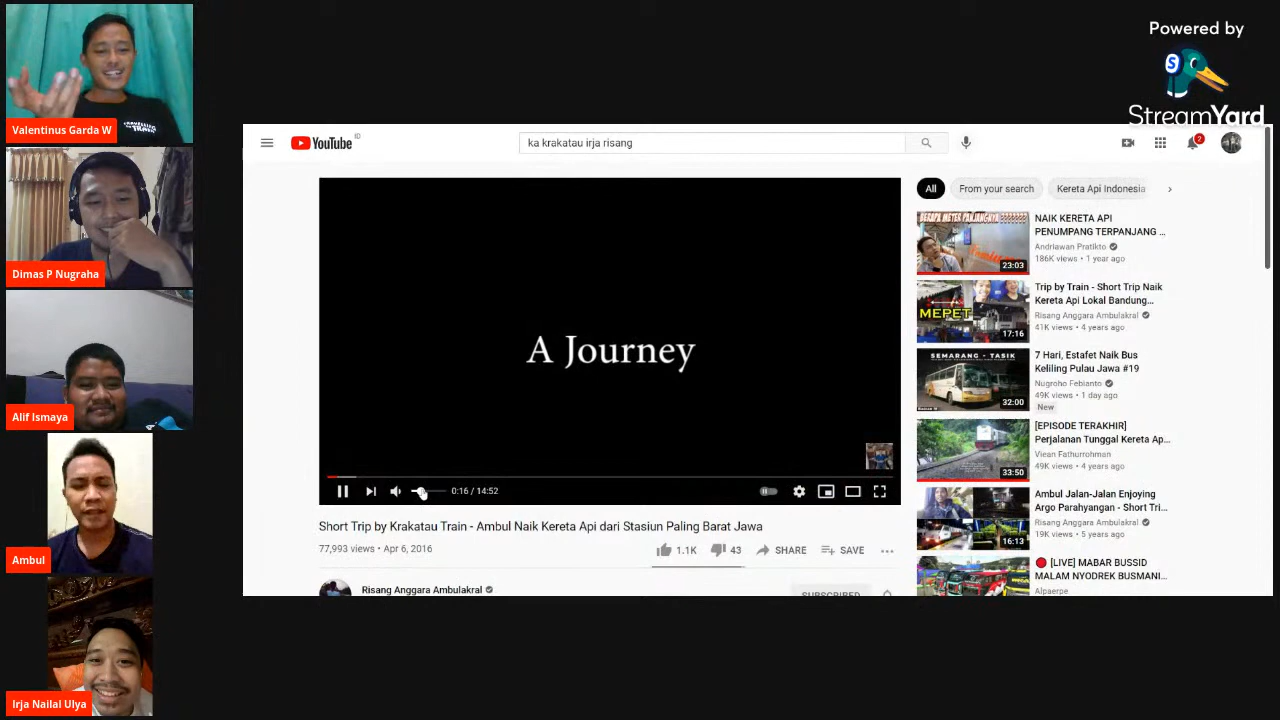 Powered by
StreamYard
Valentinus Garda W
Dimas P Nugraha
Alif Ismaya
Ambul
Irja Nailal Ulya
YouTube ID
ka krakatau irja risang
2
A Journey
0:16 / 14:52
Short Trip by Krakatau Train - Ambul Naik Kereta Api dari Stasiun Paling Barat Jawa
77,993 views • Apr 6, 2016
1.1K
43
SHARE
SAVE
Risang Anggara Ambulakral
SUBSCRIBED
All
From your search
Kereta Api Indonesia
BERAPA METER PANJANGNYA ???????
23:03
NAIK KERETA API
PENUMPANG TERPANJANG ...
Andriawan Pratikto
186K views • 1 year ago
MEPET
17:16
Trip by Train - Short Trip Naik
Kereta Api Lokal Bandung...
Risang Anggara Ambulakral
41K views • 4 years ago
SEMARANG - TASIK
32:00
7 Hari, Estafet Naik Bus
Keliling Pulau Jawa #19
Nugroho Febianto
49K views • 1 day ago
New
33:50
[EPISODE TERAKHIR]
Perjalanan Tunggal Kereta Ap...
Viean Fathurrohman
49K views • 4 years ago
16:13
Ambul Jalan-Jalan Enjoying
Argo Parahyangan - Short Tri...
Risang Anggara Ambulakral
19K views • 5 years ago
[LIVE] MABAR BUSSID
MALAM NYODREK BUSMANI...
Alpaerpe